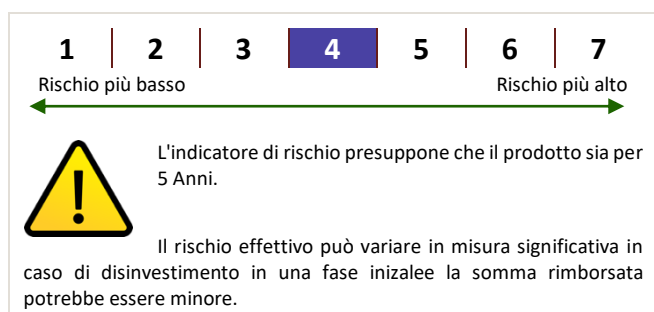 1 2 3 4 5 6 7
Rischio più basso Rischio più alto
L'indicatore di rischio presuppone che il prodotto sia per
5 Anni.
Il rischio effettivo può variare in misura significativa in
caso di disinvestimento in una fase inizalee la somma rimborsata
potrebbe essere minore.